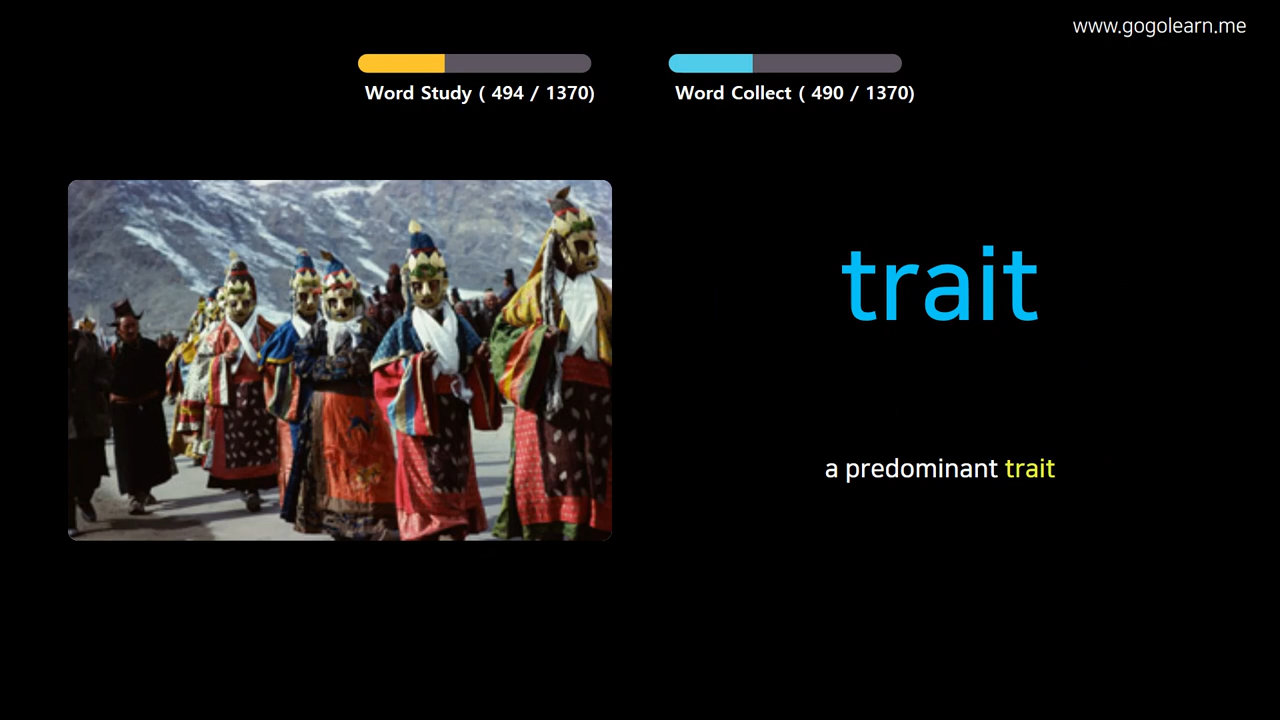 www.gogolearn.me
Word Study ( 494 / 1370)
Word Collect ( 490 / 1370)
trait
a predominant trait